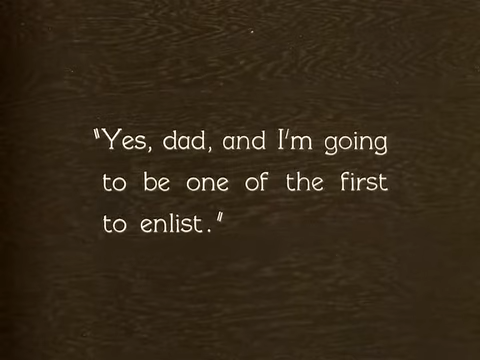 "Yes, dad, and I'm going
to be one of the first
to enlist."